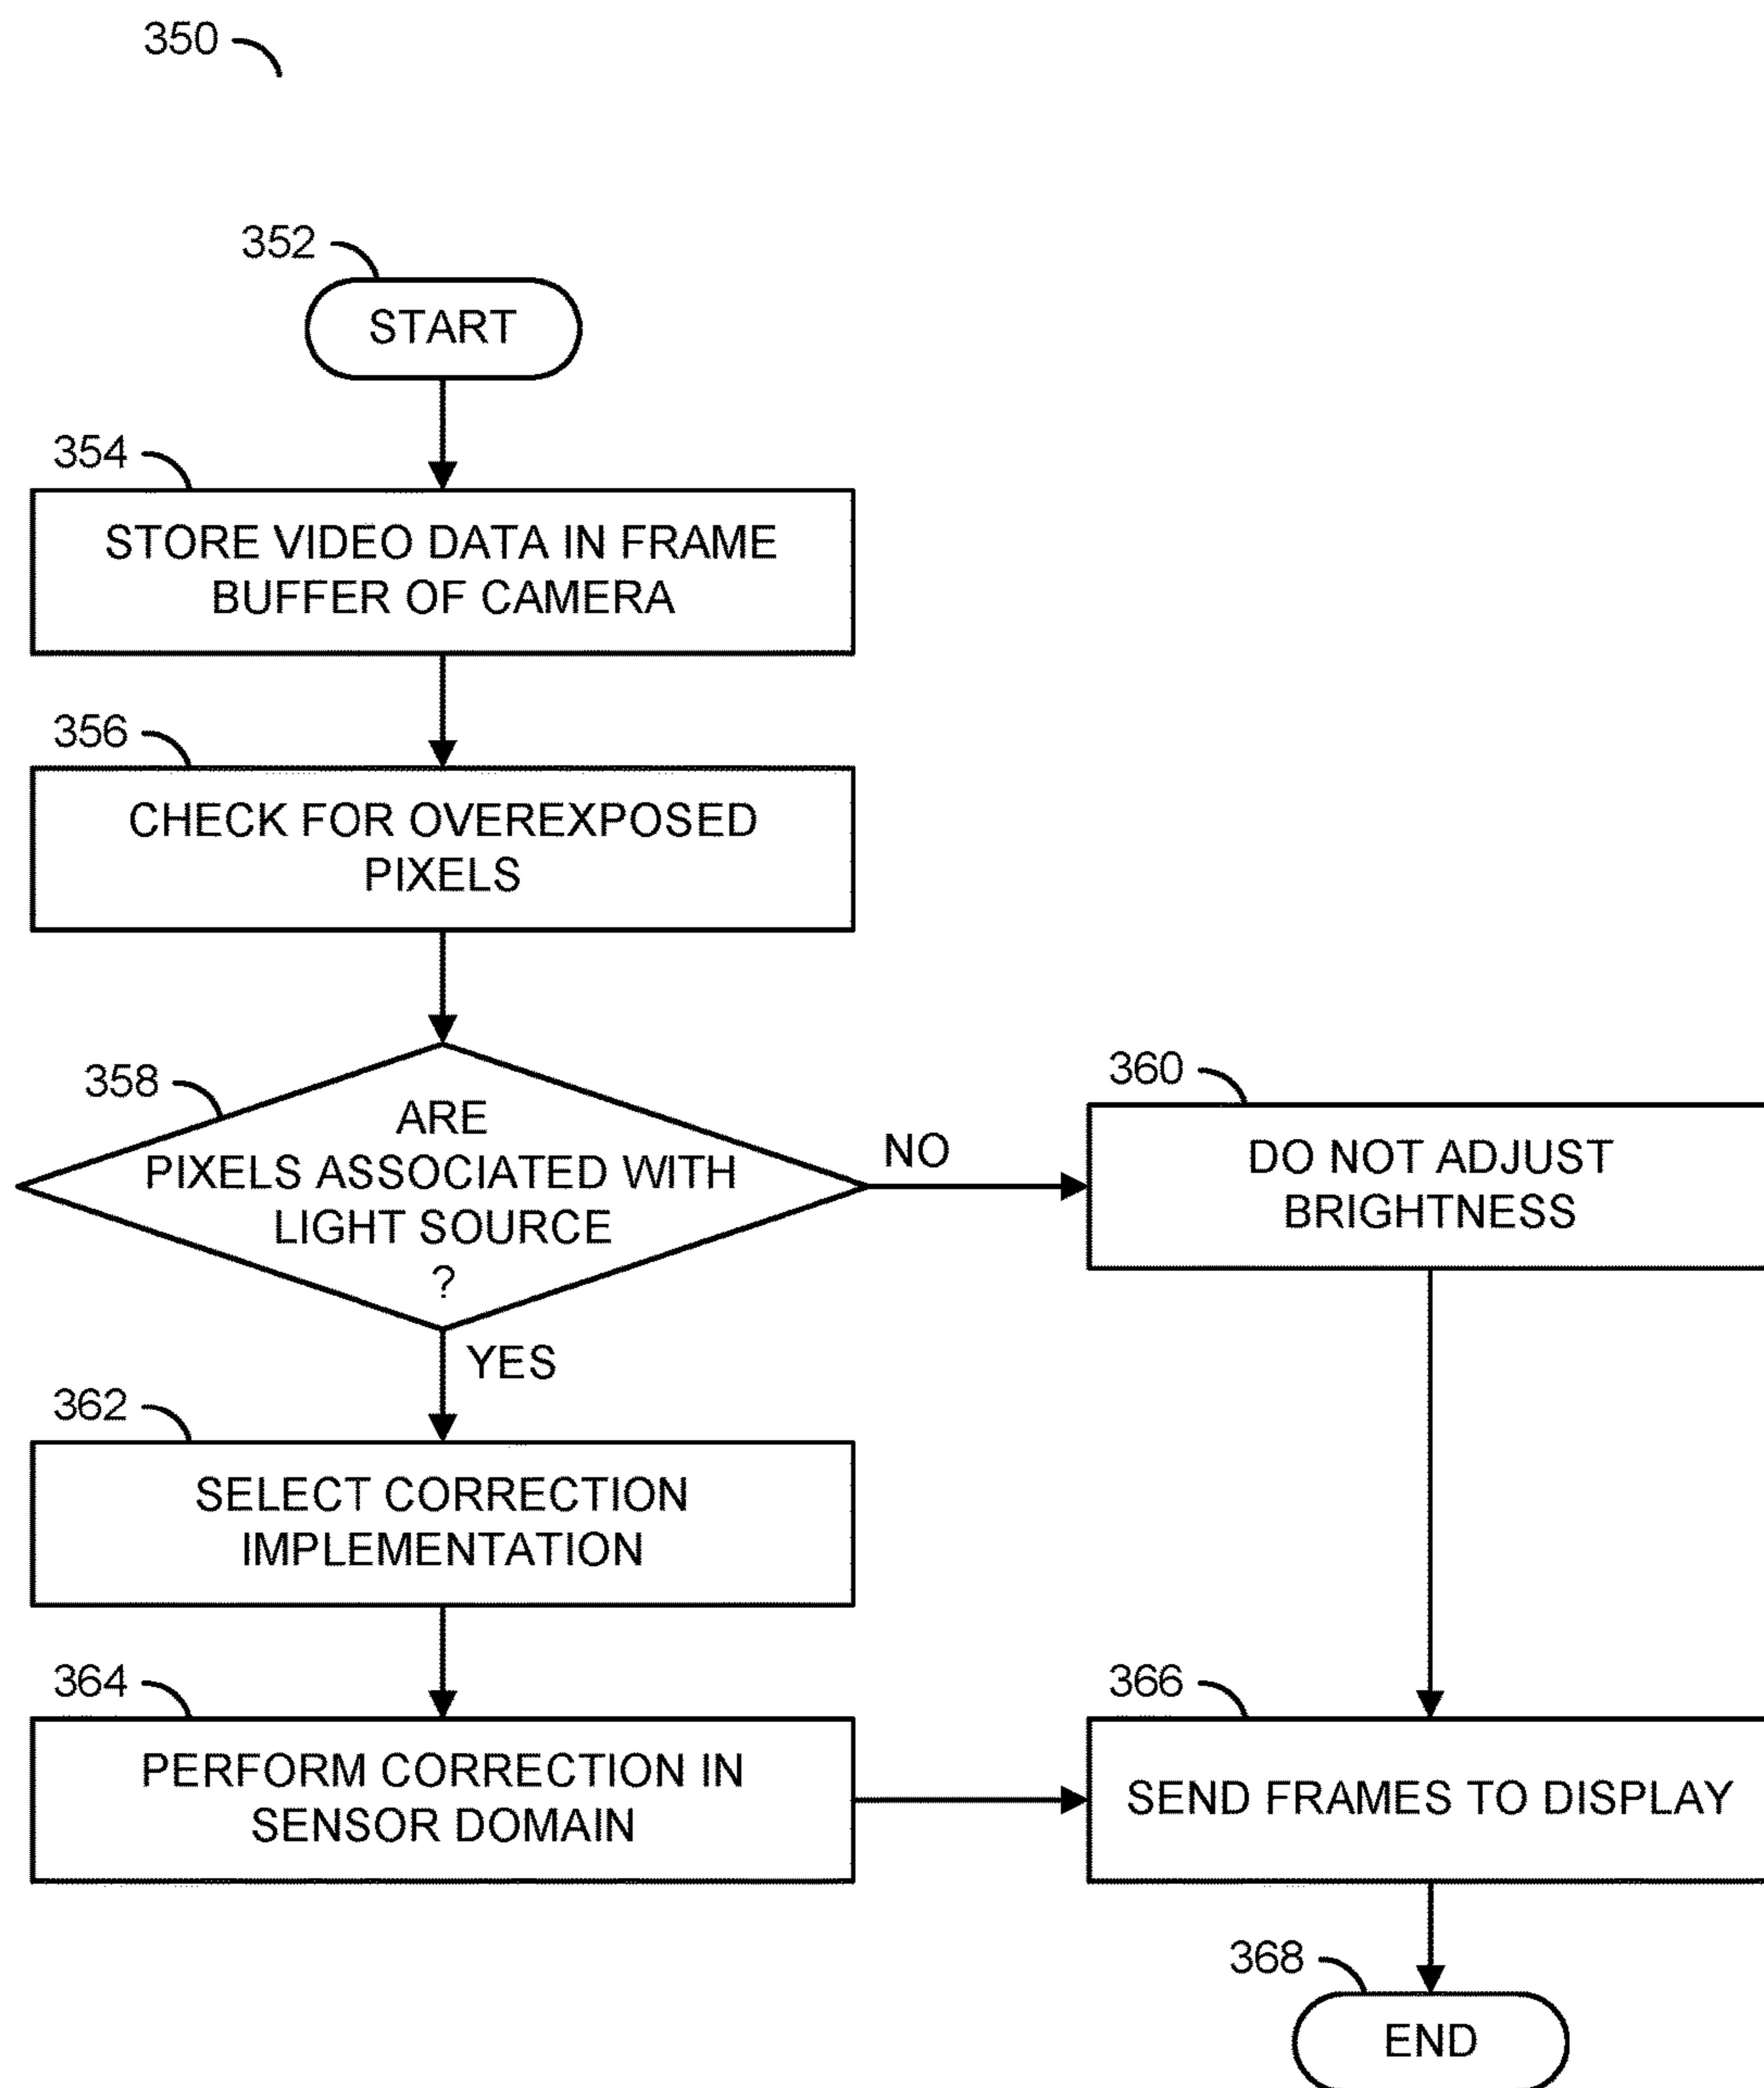 350
352
START
354
STORE VIDEO DATA IN FRAME
BUFFER OF CAMERA
356
CHECK FOR OVEREXPOSED
PIXELS
358
ARE
PIXELS ASSOCIATED WITH
LIGHT SOURCE
?
NO
360
DO NOT ADJUST
BRIGHTNESS
YES
362
SELECT CORRECTION
IMPLEMENTATION
364
PERFORM CORRECTION IN
SENSOR DOMAIN
366
SEND FRAMES TO DISPLAY
368
END